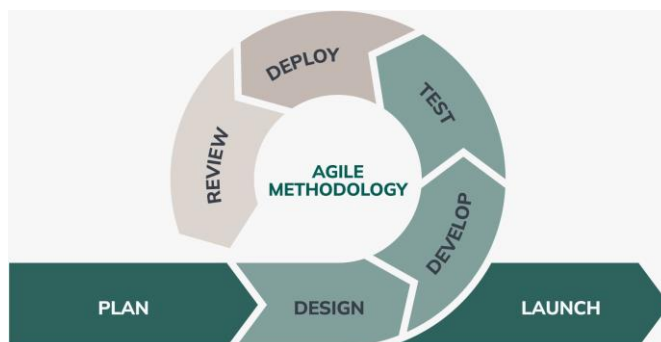 DEPLOY
TEST
REVIEW
AGILE
METHODOLOGY
DEVELOP
PLAN
DESIGN
LAUNCH